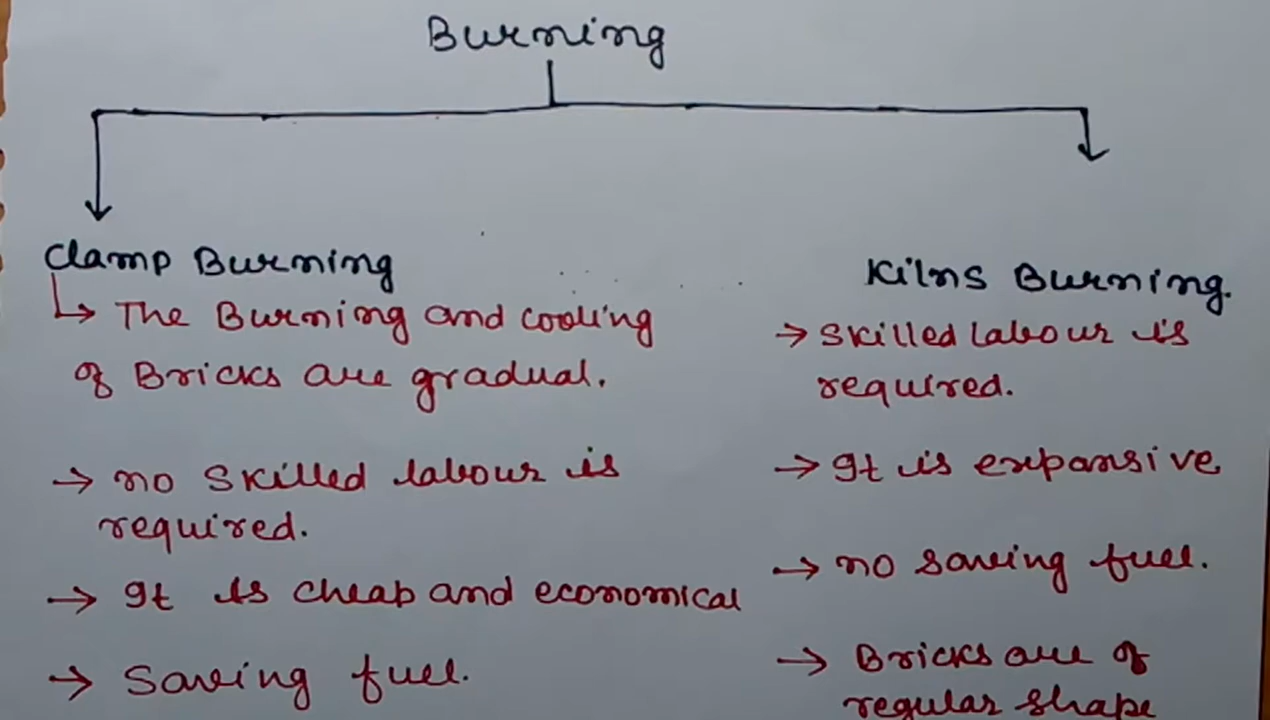 Burning
Clamp Burning
The Burning and cooling
of Bricks are gradual.
no skilled labour is
required.
It is cheap and economical
Saving fuel.
Kilns Burning.
Skilled labour is
required.
It is expansive
no saving fuel.
Bricks are of
regular shape